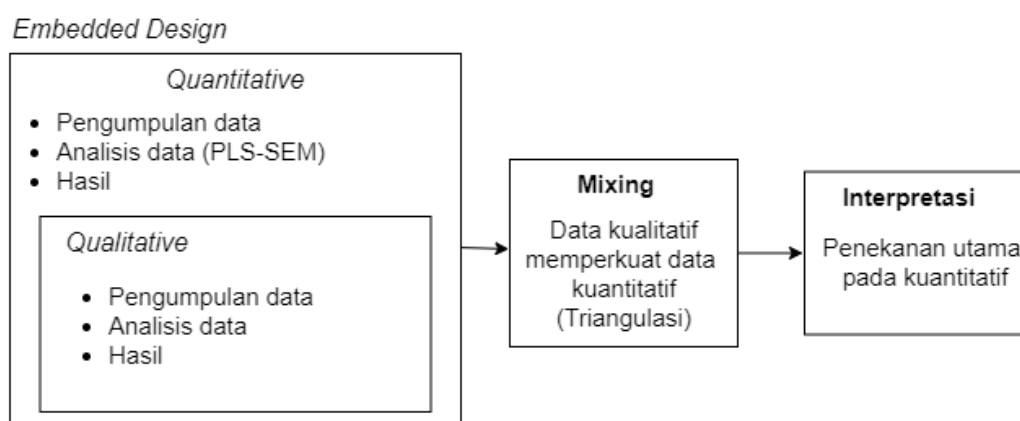 Embedded Design
Quantitative
• Pengumpulan data
• Analisis data (PLS-SEM)
• Hasil
Qualitative
• Pengumpulan data
• Analisis data
• Hasil
Mixing
Data kualitatif
memperkuat data
kuantitatif
(Triangulasi)
Interpretasi
Penekanan utama
pada kuantitatif